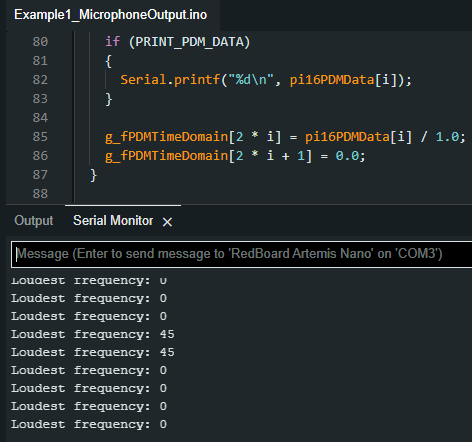 Example1_MicrophoneOutput.ino
80 if (PRINT_PDM_DATA)
81 {
82 Serial.printf("%d\n", pi16PDMData[i]);
83 }
84
85 g_fPDMTimeDomain[2 * i] = pi16PDMData[i] / 1.0;
86 g_fPDMTimeDomain[2 * i + 1] = 0.0;
87 }
88
Output Serial Monitor ×
Message (Enter to send message to 'RedBoard Artemis Nano' on 'COM3')
Loudest frequency: 0
Loudest frequency: 0
Loudest frequency: 0
Loudest frequency: 45
Loudest frequency: 45
Loudest frequency: 0
Loudest frequency: 0
Loudest frequency: 0
Loudest frequency: 0